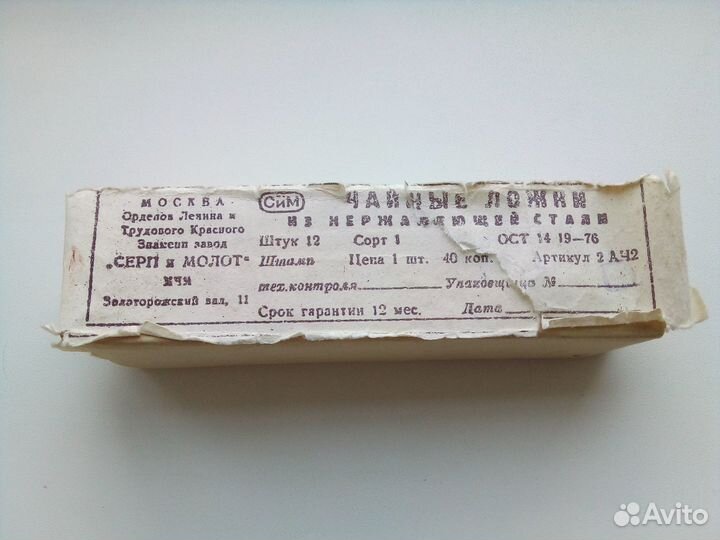 МОСКВА
Орденов Ленина и
Трудового Красного
Знамени завод
„СЕРП и МОЛОТ"
МЧМ
Золоторожский вал, 11
СиМ ЧАЙНЫЕ ЛОЖКИ
ИЗ НЕРЖАВЕЮЩЕЙ СТАЛИ
Штук 12 Сорт 1 ОСТ 14 19—76
Штамп Цена 1 шт. 40 коп. Артикул 2 АЧ2
тех.контроля Упаковщица №
Срок гарантии 12 мес. Дата
Avito